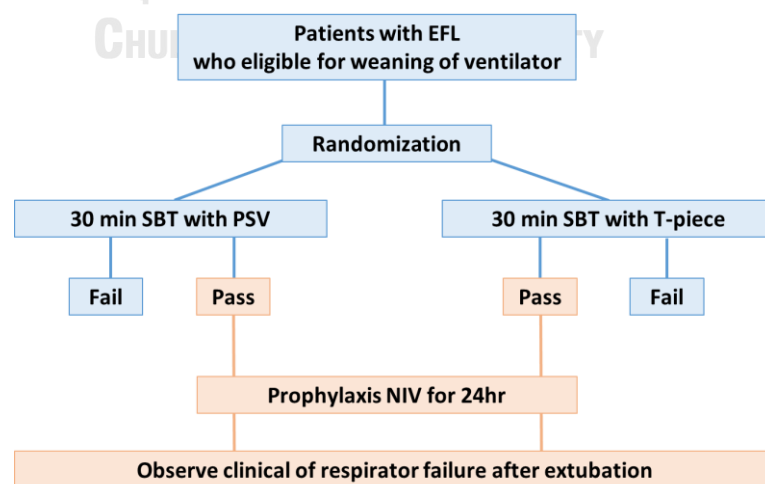 Patients with EFL
who eligible for weaning of ventilator
Randomization
30 min SBT with PSV
30 min SBT with T-piece
Fail
Pass
Pass
Fail
Prophylaxis NIV for 24hr
Observe clinical of respirator failure after extubation